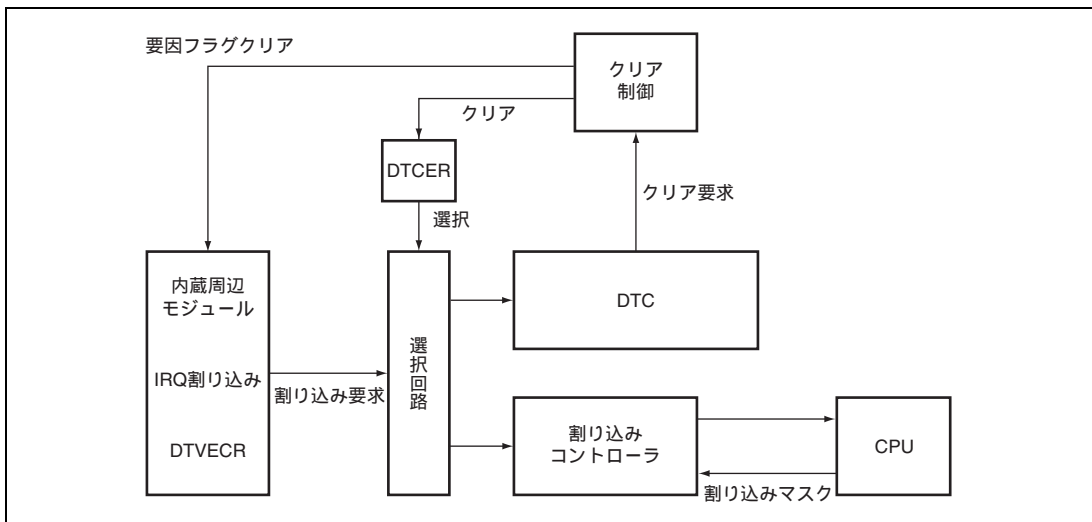 要因フラグクリア
クリア
制御
クリア
DTCER
クリア要求
選択
内蔵周辺
モジュール
DTC
選択回路
IRQ割り込み
割り込み要求
割り込み
コントローラ
CPU
DTVECR
割り込みマスク